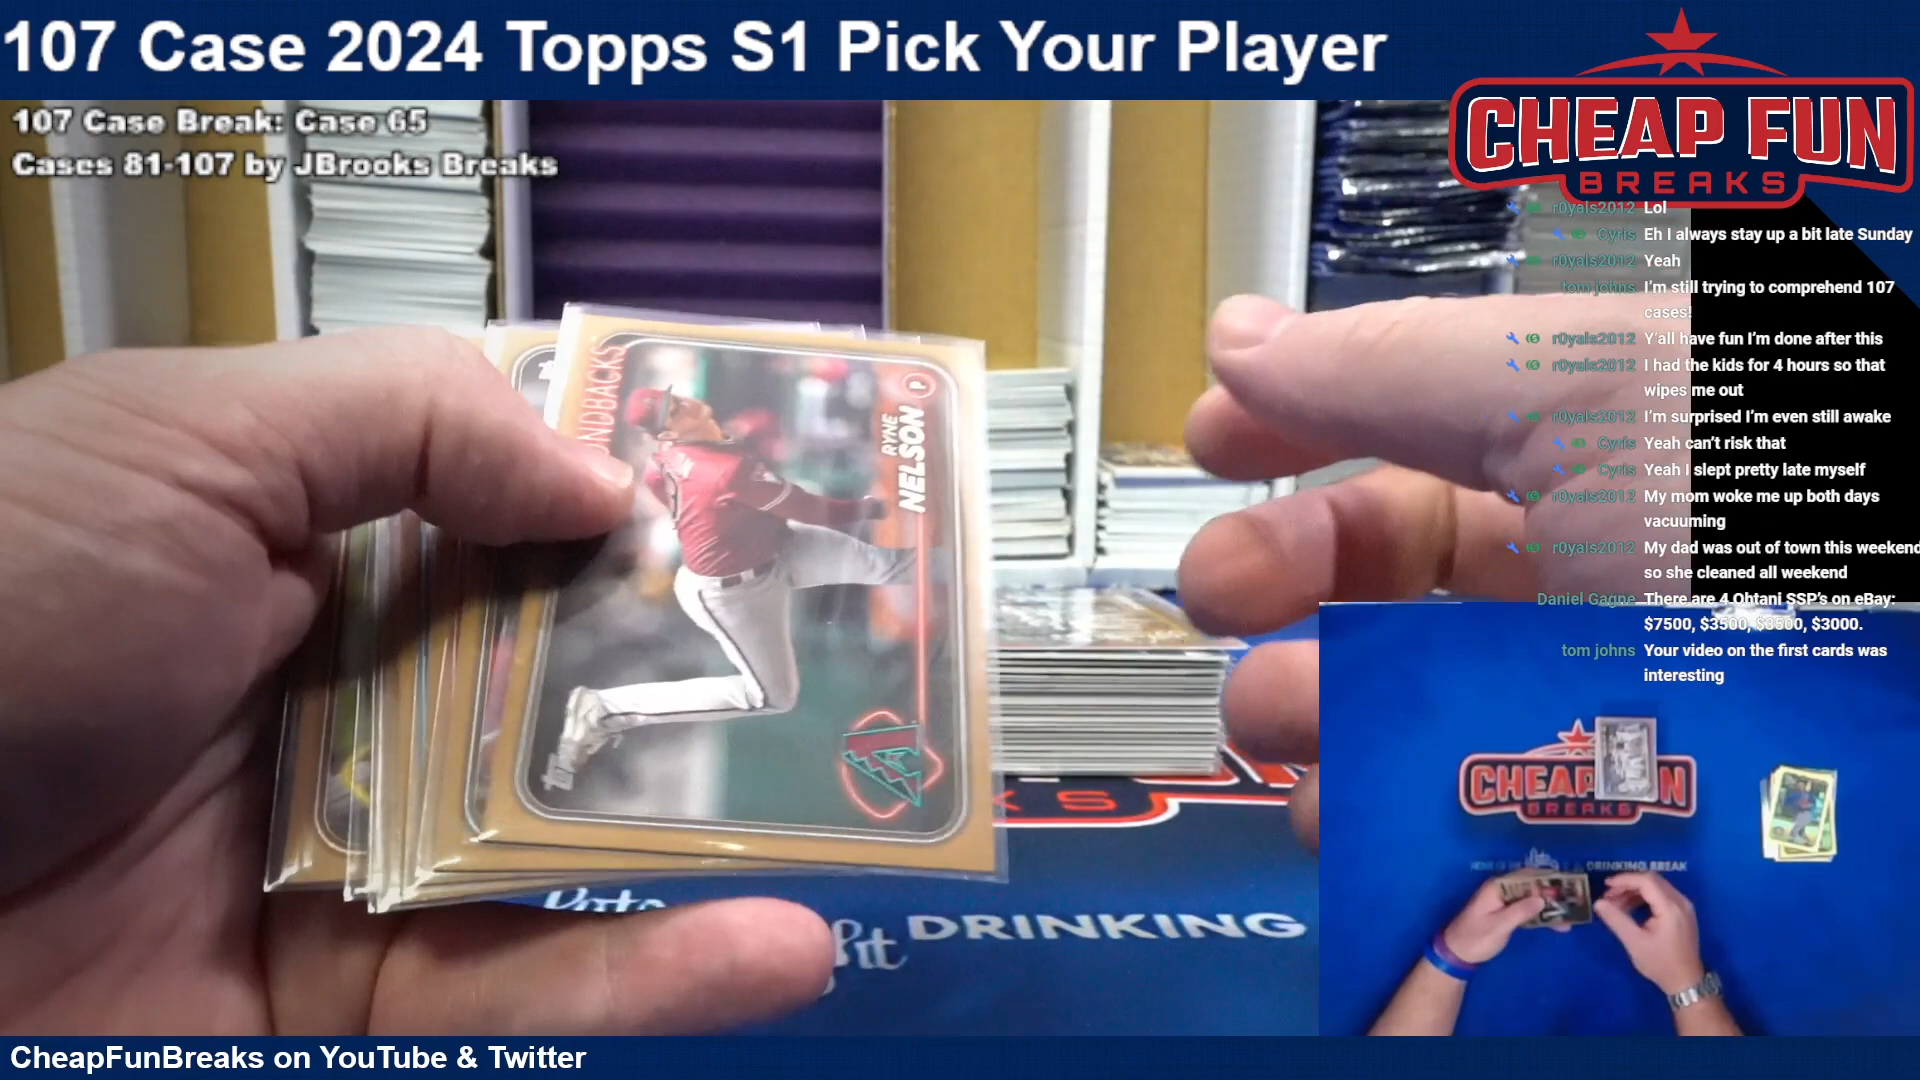 107 Case 2024 Topps S1 Pick Your Player
107 Case Break: Case 65
Cases 81-107 by JBrooks Breaks
CHEAP FUN
BREAKS
r0yals2012 Lol
Cyris Eh I always stay up a bit late Sunday
r0yals2012 Yeah
tom johns I'm still trying to comprehend 107
cases!
r0yals2012 Y'all have fun I'm done after this
r0yals2012 I had the kids for 4 hours so that
wipes me out
r0yals2012 I'm surprised I'm even still awake
Cyris Yeah can't risk that
Cyris Yeah I slept pretty late myself
r0yals2012 My mom woke me up both days
vacuuming
r0yals2012 My dad was out of town this weekend
so she cleaned all weekend
Daniel Gagne There are 4 Ohtani SSP's on eBay:
$7500, $3500, $3500, $3000.
tom johns Your video on the first cards was
interesting
RYNE
NELSON
P
DRINKING
CHEAP FUN
BREAKS
DRINKING BREAK
CheapFunBreaks on YouTube & Twitter